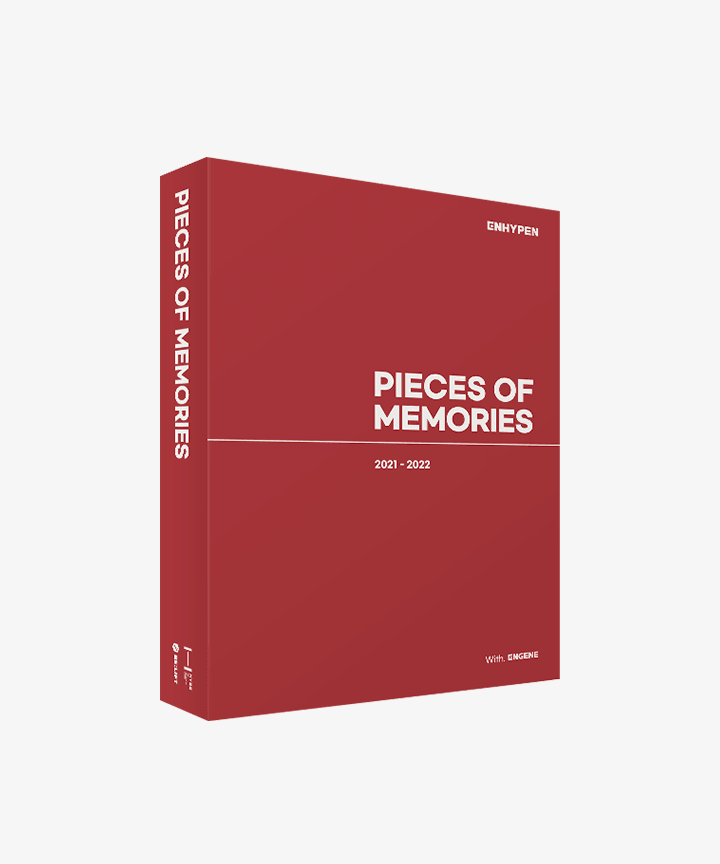 PIECES OF MEMORIES
ENHYPEN
PIECES OF
MEMORIES
2021 - 2022
With, ENGENE